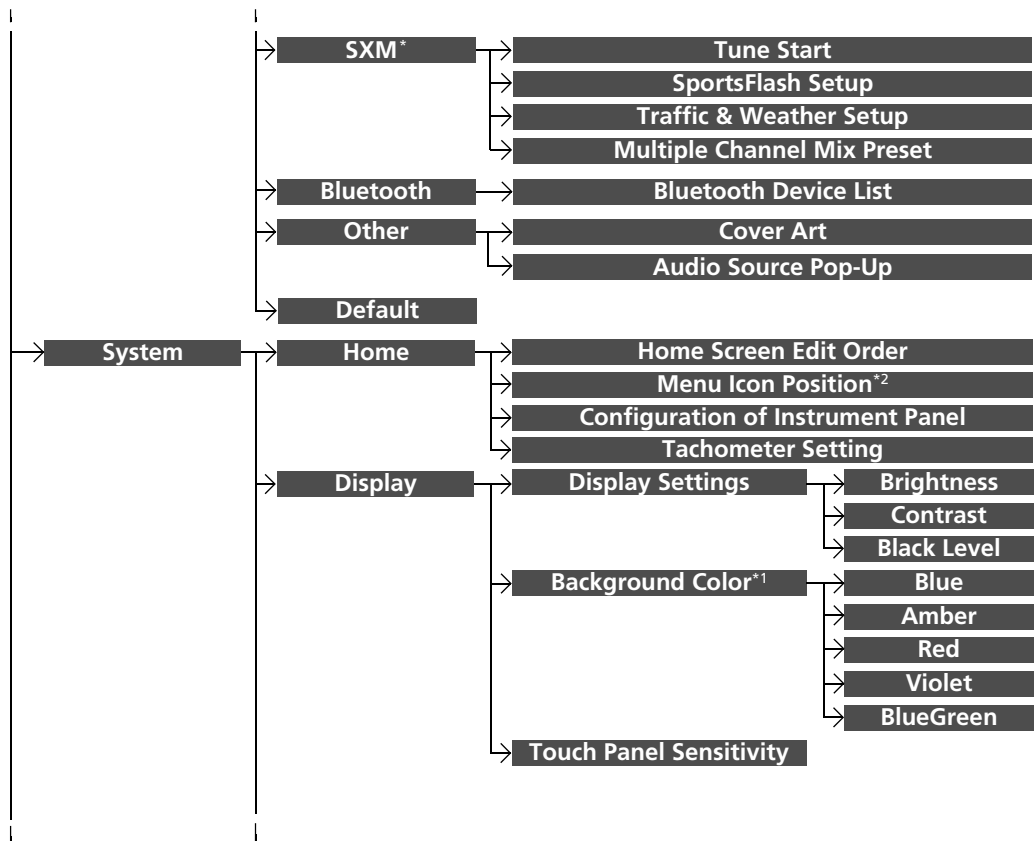 SXM*
Tune Start
SportsFlash Setup
Traffic & Weather Setup
Multiple Channel Mix Preset
Bluetooth
Bluetooth Device List
Other
Cover Art
Audio Source Pop-Up
Default
System
Home
Home Screen Edit Order
Menu Icon Position*2
Configuration of Instrument Panel
Tachometer Setting
Display
Display Settings
Brightness
Contrast
Black Level
Background Color*1
Blue
Amber
Red
Violet
BlueGreen
Touch Panel Sensitivity